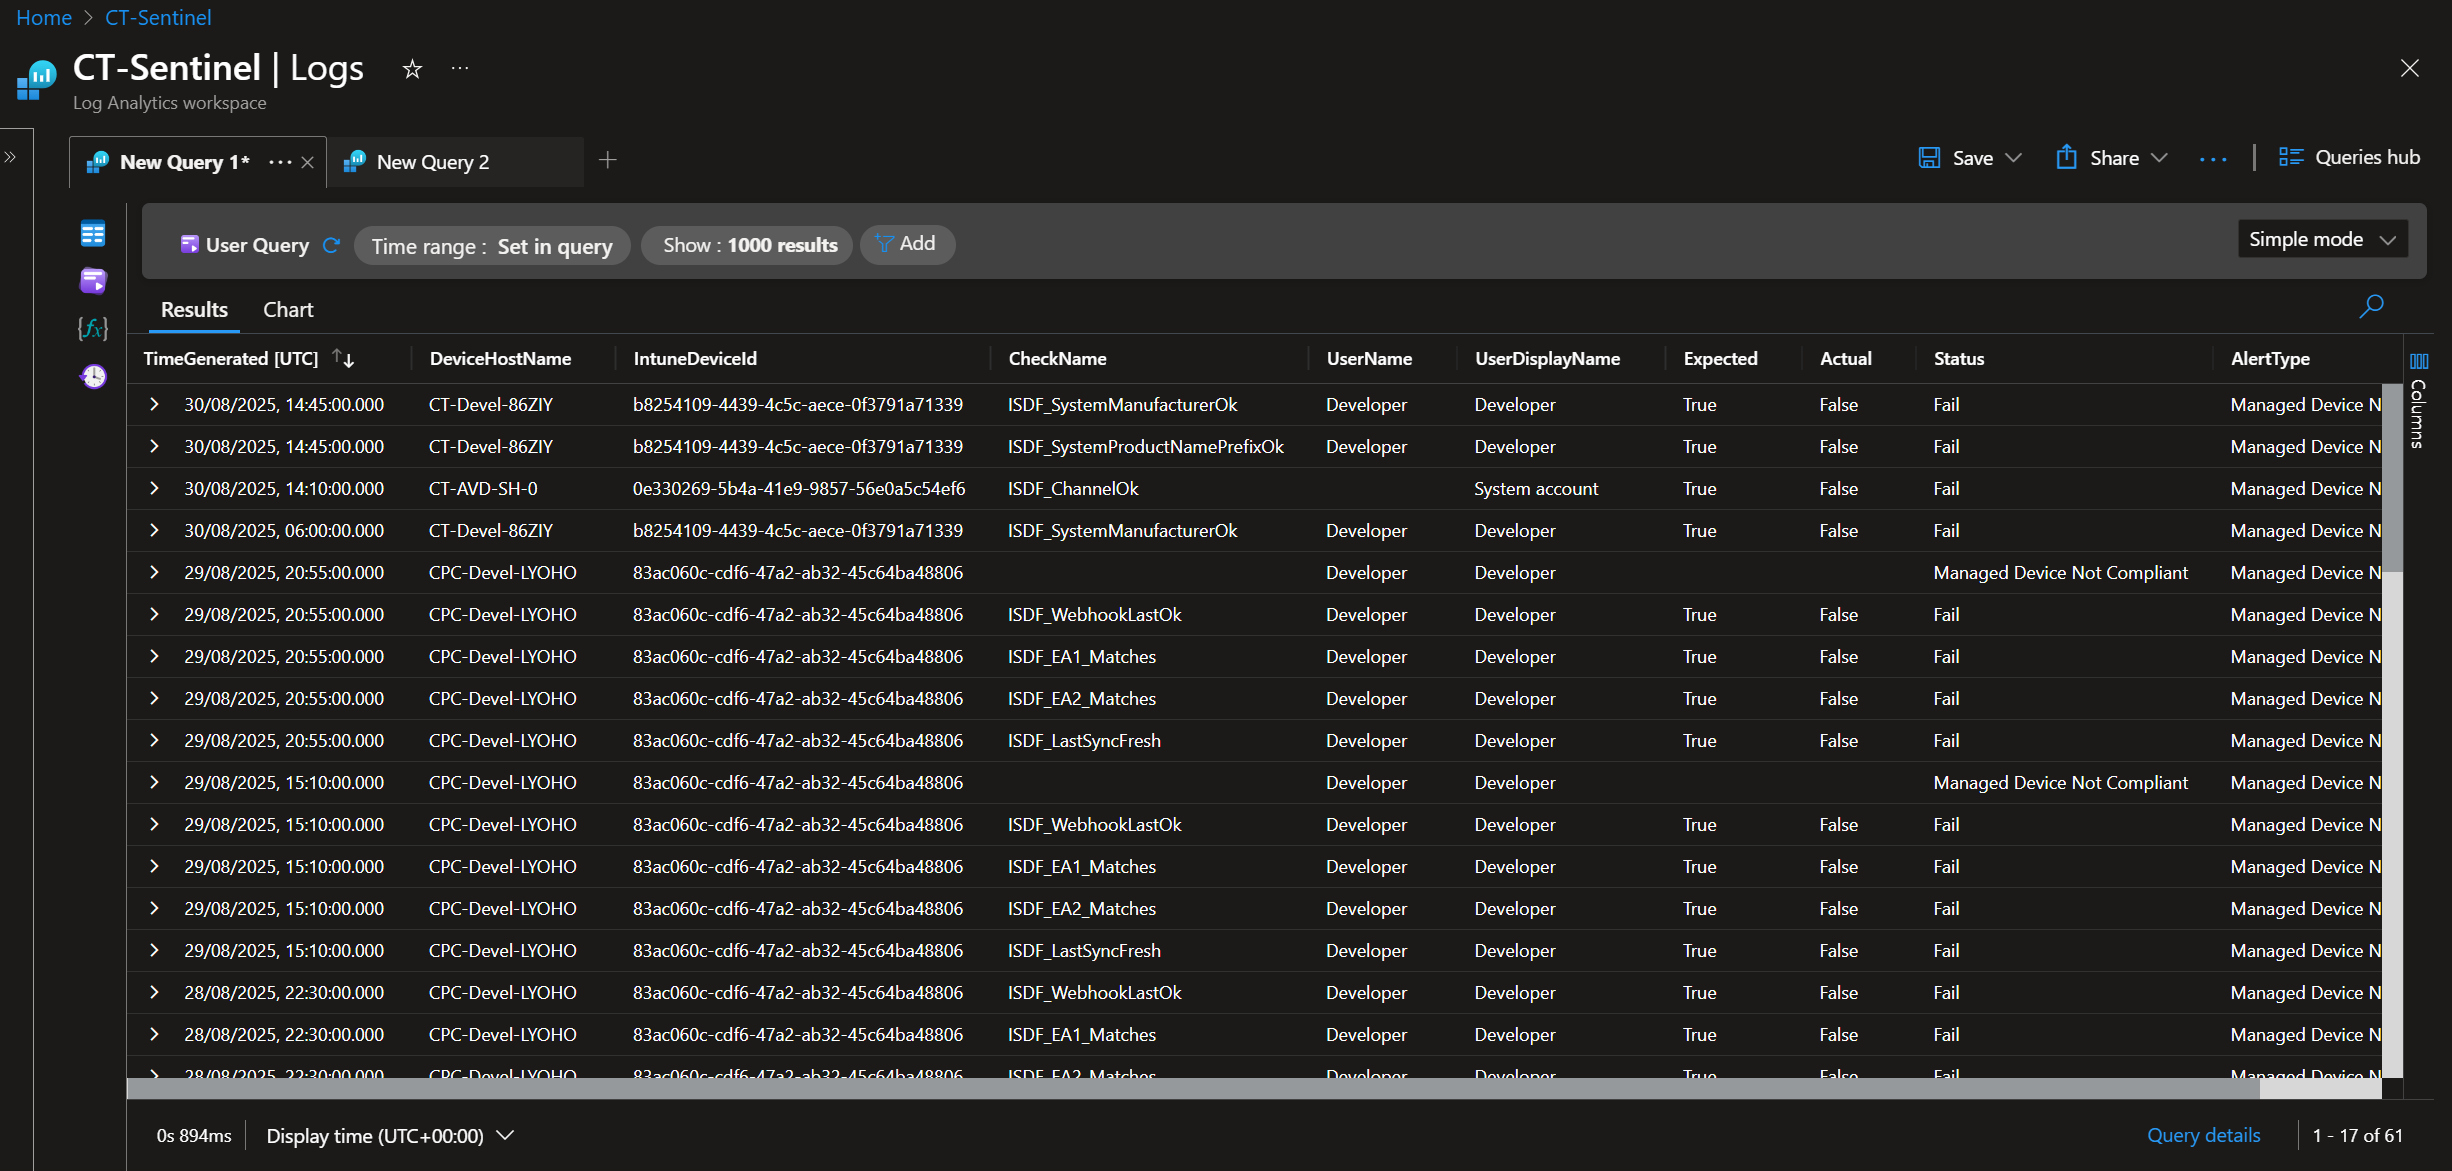 Home > CT-Sentinel
CT-Sentinel | Logs
Log Analytics workspace
New Query 1*
New Query 2
Save
Share
Queries hub
User Query
Time range : Set in query
Show : 1000 results
Add
Simple mode
Results
Chart
TimeGenerated [UTC] DeviceHostName IntuneDeviceId CheckName UserName UserDisplayName Expected Actual Status AlertType
Columns
30/08/2025, 14:45:00.000 CT-Devel-86ZIY b8254109-4439-4c5c-aece-0f3791a71339 ISDF_SystemManufacturerOk Developer Developer True False Fail Managed Device N
30/08/2025, 14:45:00.000 CT-Devel-86ZIY b8254109-4439-4c5c-aece-0f3791a71339 ISDF_SystemProductNamePrefixOk Developer Developer True False Fail Managed Device N
30/08/2025, 14:10:00.000 CT-AVD-SH-0 0e330269-5b4a-41e9-9857-56e0a5c54ef6 ISDF_ChannelOk System account True False Fail Managed Device N
30/08/2025, 06:00:00.000 CT-Devel-86ZIY b8254109-4439-4c5c-aece-0f3791a71339 ISDF_SystemManufacturerOk Developer Developer True False Fail Managed Device N
29/08/2025, 20:55:00.000 CPC-Devel-LYOHO 83ac060c-cdf6-47a2-ab32-45c64ba48806 Developer Developer Managed Device Not Compliant Managed Device N
29/08/2025, 20:55:00.000 CPC-Devel-LYOHO 83ac060c-cdf6-47a2-ab32-45c64ba48806 ISDF_WebhookLastOk Developer Developer True False Fail Managed Device N
29/08/2025, 20:55:00.000 CPC-Devel-LYOHO 83ac060c-cdf6-47a2-ab32-45c64ba48806 ISDF_EA1_Matches Developer Developer True False Fail Managed Device N
29/08/2025, 20:55:00.000 CPC-Devel-LYOHO 83ac060c-cdf6-47a2-ab32-45c64ba48806 ISDF_EA2_Matches Developer Developer True False Fail Managed Device N
29/08/2025, 20:55:00.000 CPC-Devel-LYOHO 83ac060c-cdf6-47a2-ab32-45c64ba48806 ISDF_LastSyncFresh Developer Developer True False Fail Managed Device N
29/08/2025, 15:10:00.000 CPC-Devel-LYOHO 83ac060c-cdf6-47a2-ab32-45c64ba48806 Developer Developer Managed Device Not Compliant Managed Device N
29/08/2025, 15:10:00.000 CPC-Devel-LYOHO 83ac060c-cdf6-47a2-ab32-45c64ba48806 ISDF_WebhookLastOk Developer Developer True False Fail Managed Device N
29/08/2025, 15:10:00.000 CPC-Devel-LYOHO 83ac060c-cdf6-47a2-ab32-45c64ba48806 ISDF_EA1_Matches Developer Developer True False Fail Managed Device N
29/08/2025, 15:10:00.000 CPC-Devel-LYOHO 83ac060c-cdf6-47a2-ab32-45c64ba48806 ISDF_EA2_Matches Developer Developer True False Fail Managed Device N
29/08/2025, 15:10:00.000 CPC-Devel-LYOHO 83ac060c-cdf6-47a2-ab32-45c64ba48806 ISDF_LastSyncFresh Developer Developer True False Fail Managed Device N
28/08/2025, 22:30:00.000 CPC-Devel-LYOHO 83ac060c-cdf6-47a2-ab32-45c64ba48806 ISDF_WebhookLastOk Developer Developer True False Fail Managed Device N
28/08/2025, 22:30:00.000 CPC-Devel-LYOHO 83ac060c-cdf6-47a2-ab32-45c64ba48806 ISDF_EA1_Matches Developer Developer True False Fail Managed Device N
28/08/2025, 22:30:00.000 CPC-Devel-LYOHO 83ac060c-cdf6-47a2-ab32-45c64ba48806 ISDF_EA2_Matches Developer Developer True False Fail Managed Device N
0s 894ms
Display time (UTC+00:00)
Query details
1 - 17 of 61